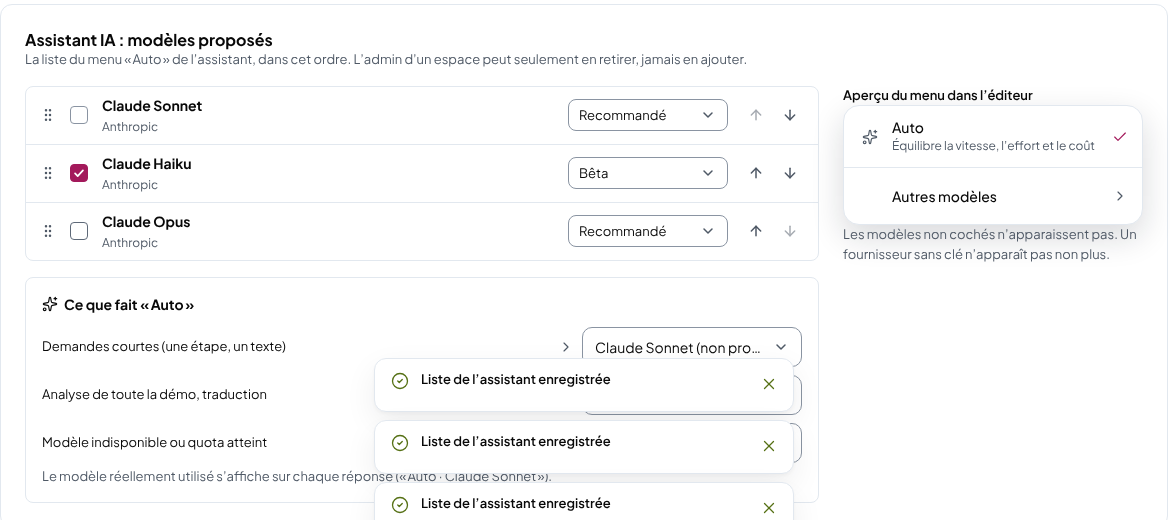 Assistant IA : modèles proposés
La liste du menu « Auto » de l’assistant, dans cet ordre. L’admin d’un espace peut seulement en retirer, jamais en ajouter.
Claude Sonnet
Anthropic
Recommandé
Claude Haiku
Anthropic
Bêta
Claude Opus
Anthropic
Recommandé
Aperçu du menu dans l’éditeur
Auto
Équilibre la vitesse, l’effort et le coût
Autres modèles
Les modèles non cochés n’apparaissent pas. Un
fournisseur sans clé n’apparaît pas non plus.
Ce que fait « Auto »
Demandes courtes (une étape, un texte)
Claude Sonnet (non pro...
Analyse de toute la démo, traduction
Modèle indisponible ou quota atteint
Le modèle réellement utilisé s’affiche sur chaque réponse (« Auto · Claude Sonnet »).
Liste de l’assistant enregistrée
Liste de l’assistant enregistrée
Liste de l’assistant enregistrée